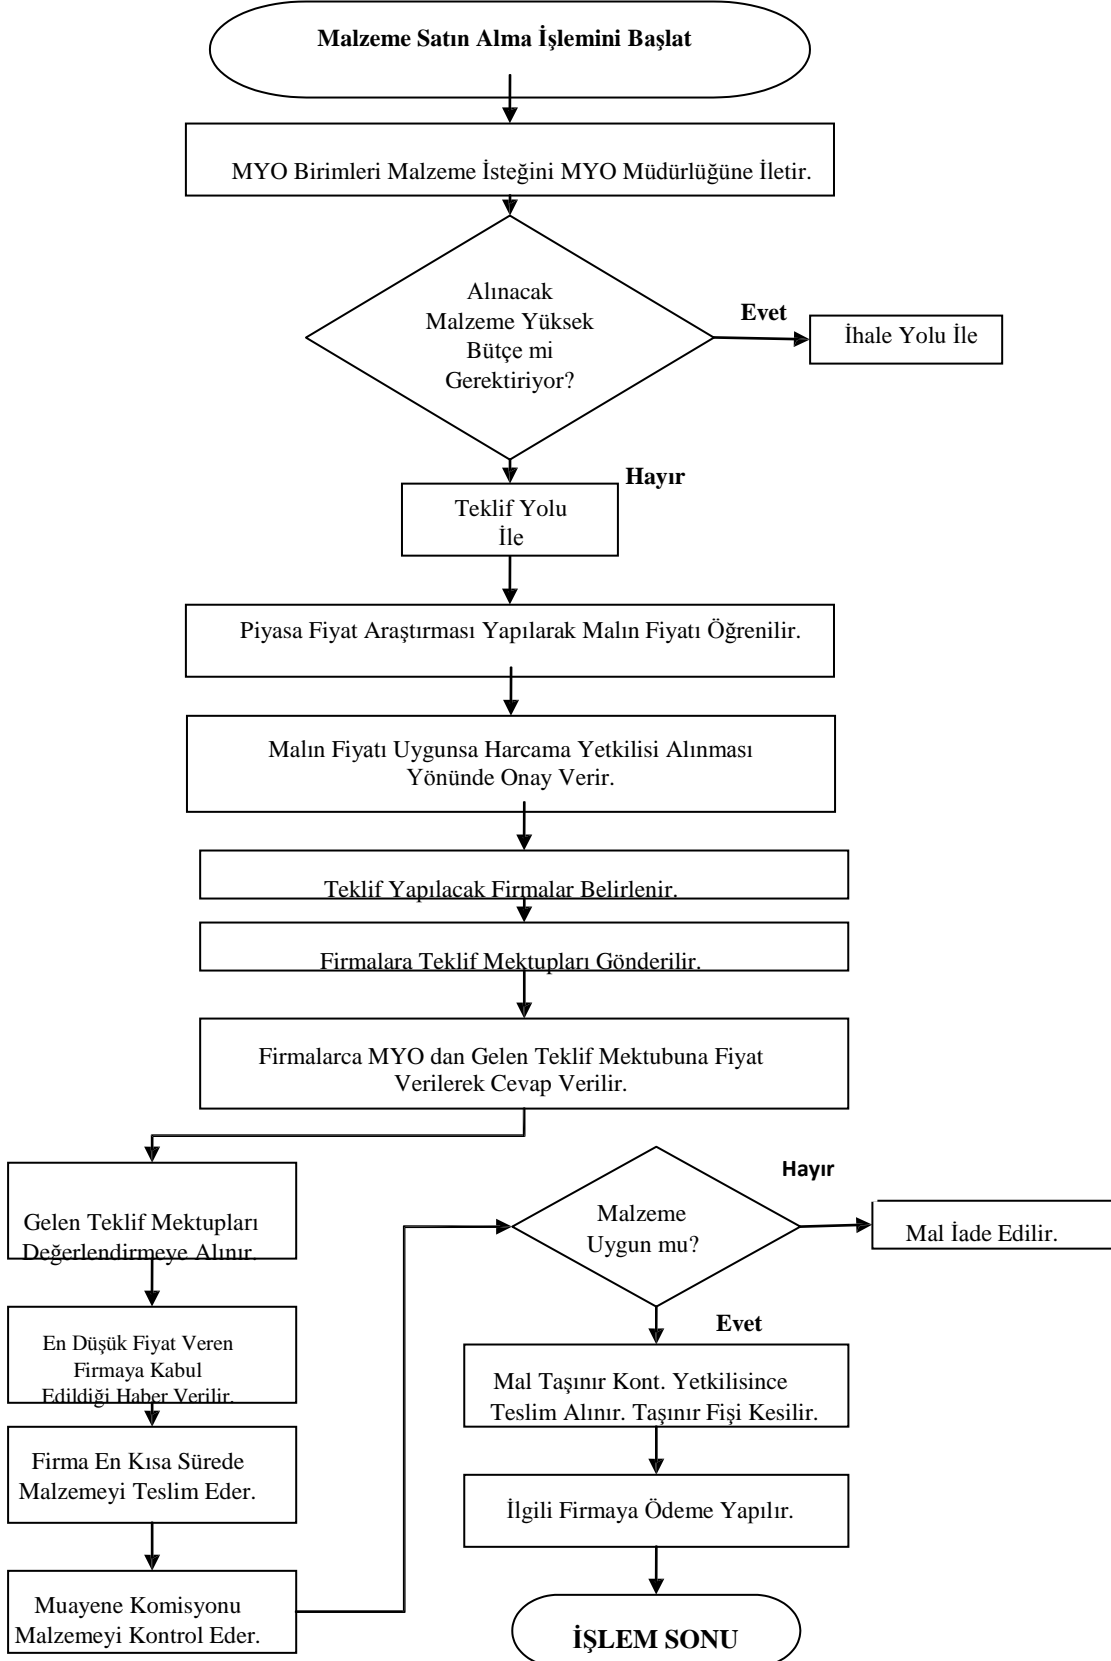 Malzeme Satın Alma İşlemini Başlat
MYO Birimleri Malzeme İsteğini MYO Müdürlüğüne İletir.
Alınacak
Malzeme Yüksek
Bütçe mi
Gerektiriyor?
Evet
İhale Yolu İle
Hayır
Teklif Yolu
İle
Piyasa Fiyat Araştırması Yapılarak Malın Fiyatı Öğrenilir.
Malın Fiyatı Uygunsa Harcama Yetkilisi Alınması
Yönünde Onay Verir.
Teklif Yapılacak Firmalar Belirlenir.
Firmalara Teklif Mektupları Gönderilir.
Firmalarca MYO dan Gelen Teklif Mektubuna Fiyat
Verilerek Cevap Verilir.
Gelen Teklif Mektupları
Değerlendirmeye Alınır.
En Düşük Fiyat Veren
Firmaya Kabul
Edildiği Haber Verilir.
Firma En Kısa Sürede
Malzemeyi Teslim Eder.
Muayene Komisyonu
Malzemeyi Kontrol Eder.
Malzeme
Uygun mu?
Hayır
Mal İade Edilir.
Evet
Mal Taşınır Kont. Yetkilisince
Teslim Alınır. Taşınır Fişi Kesilir.
İlgili Firmaya Ödeme Yapılır.
İŞLEM SONU